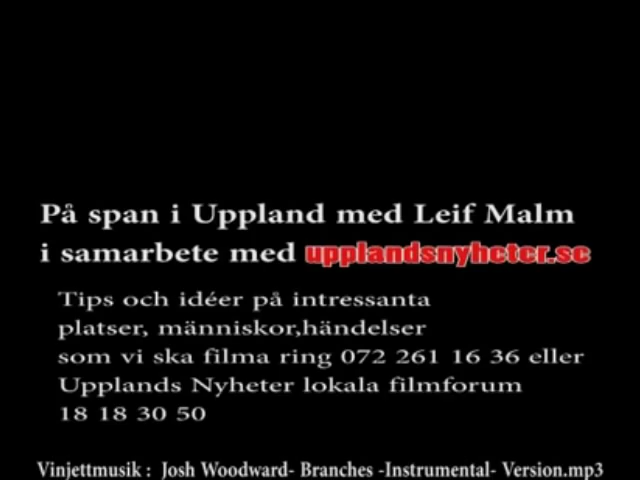 På span i Uppland med Leif Malm
i samarbete med upplandsnyheter.se
Tips och idéer på intressanta
platser, människor,händelser
som vi ska filma ring 072 261 16 36 eller
Upplands Nyheter lokala filmforum
18 18 30 50
Vinjettmusik : Josh Woodward- Branches -Instrumental- Version.mp3